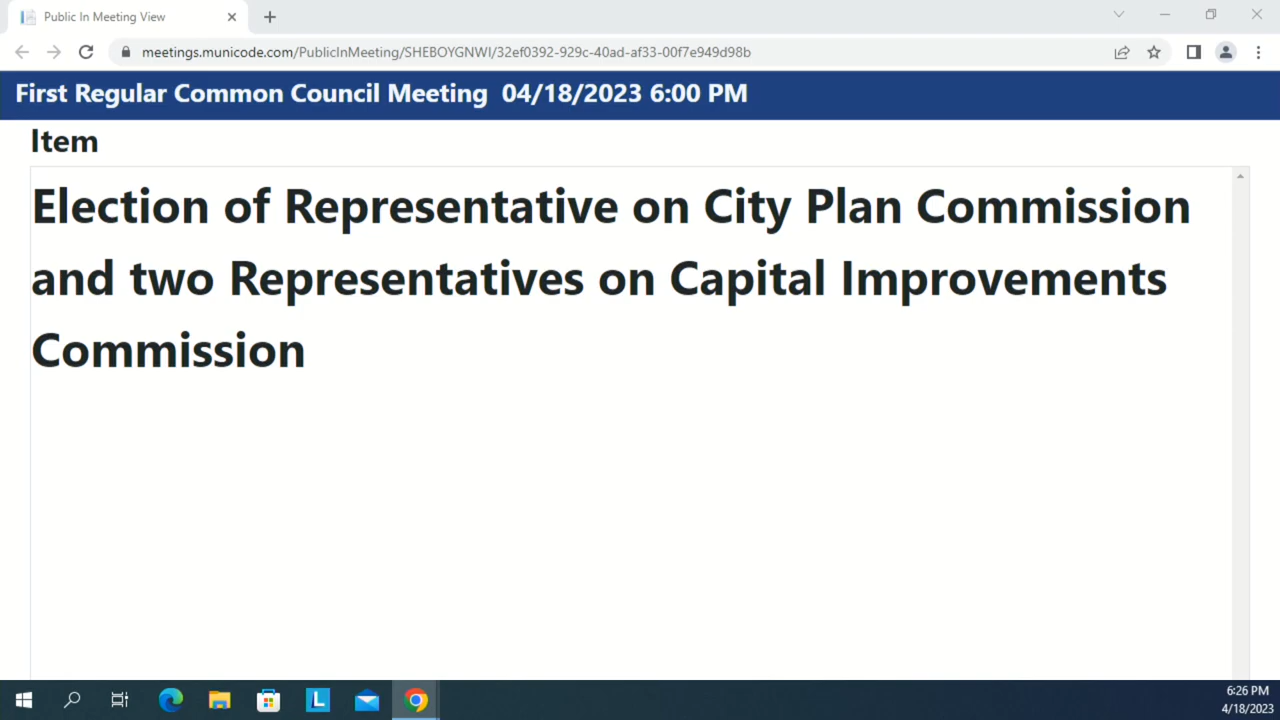 Public In Meeting View
meetings.municode.com/PublicInMeeting/SHEBOYGNWI/32ef0392-929c-40ad-af33-00f7e949d98b
First Regular Common Council Meeting 04/18/2023 6:00 PM
Item
Election of Representative on City Plan Commission
and two Representatives on Capital Improvements
Commission
L
6:26 PM
4/18/2023